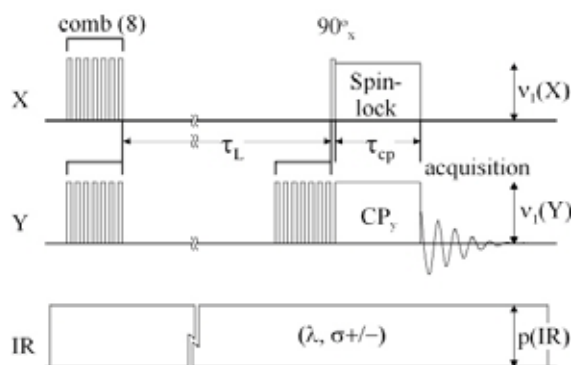 comb (8)
90°x
X
Spin-
lock
ν1(X)
τL
τcp
acquisition
Y
CPy
ν1(Y)
IR
(λ, σ+/−)
p(IR)